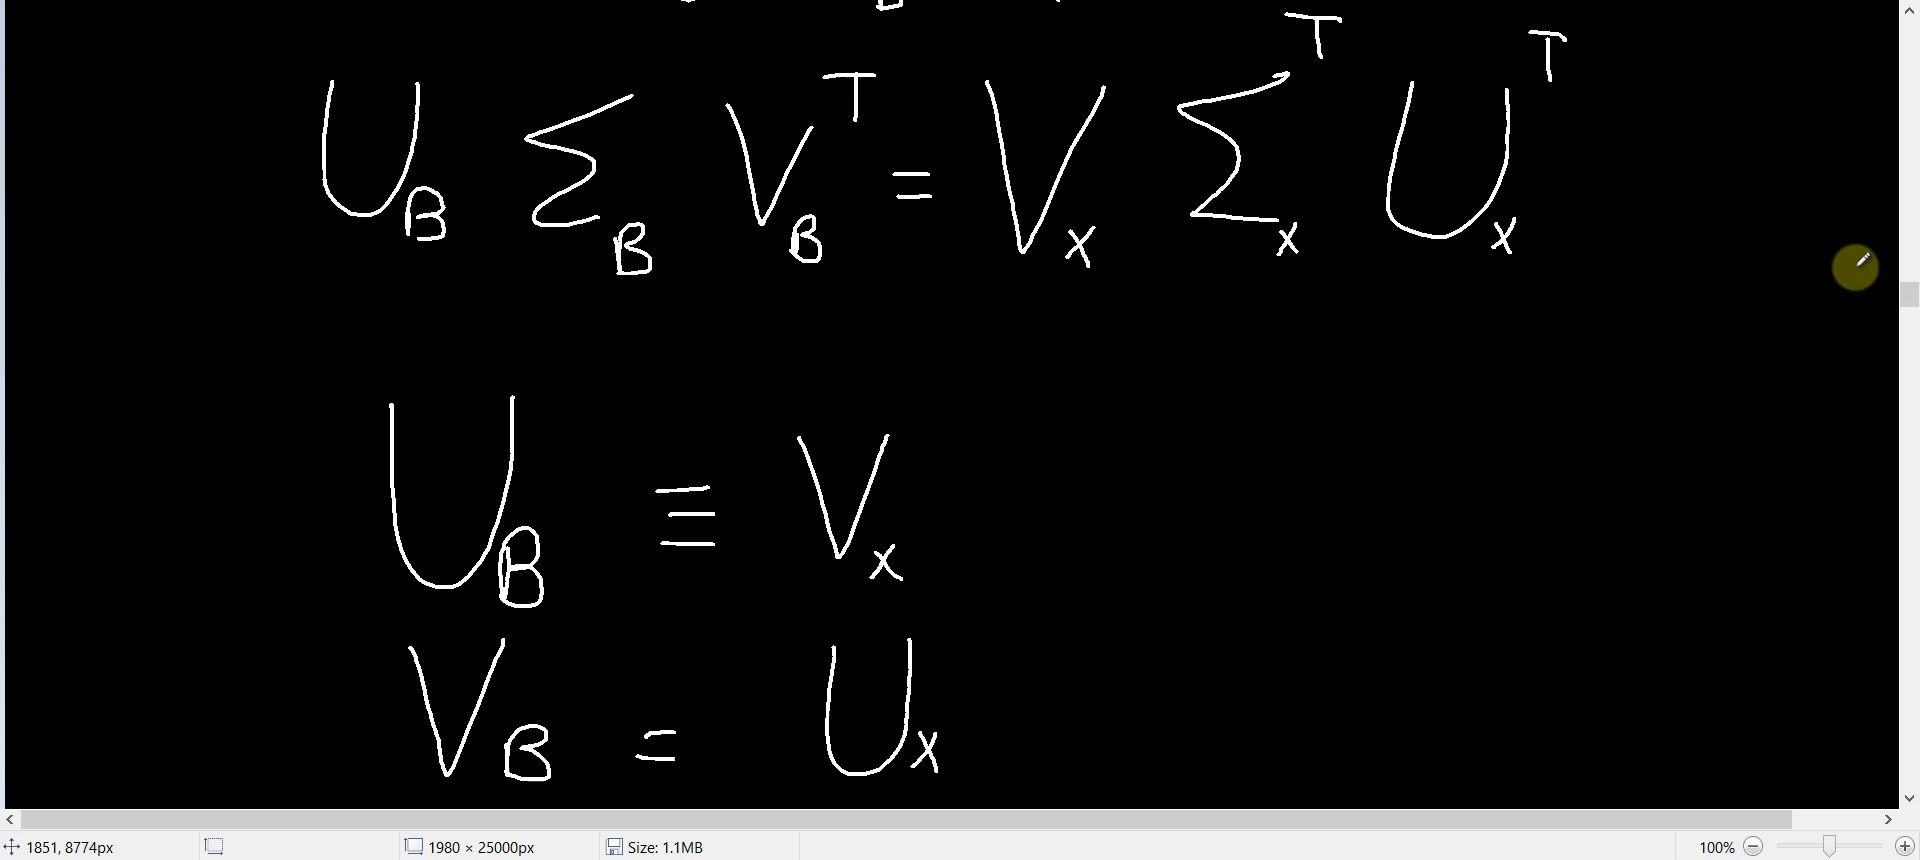 U_B Σ_B V_B^T = V_x Σ_x^T U_x^T
U_B ≡ V_x
V_B = U_x
1851, 8774px 1980 × 25000px Size: 1.1MB 100%